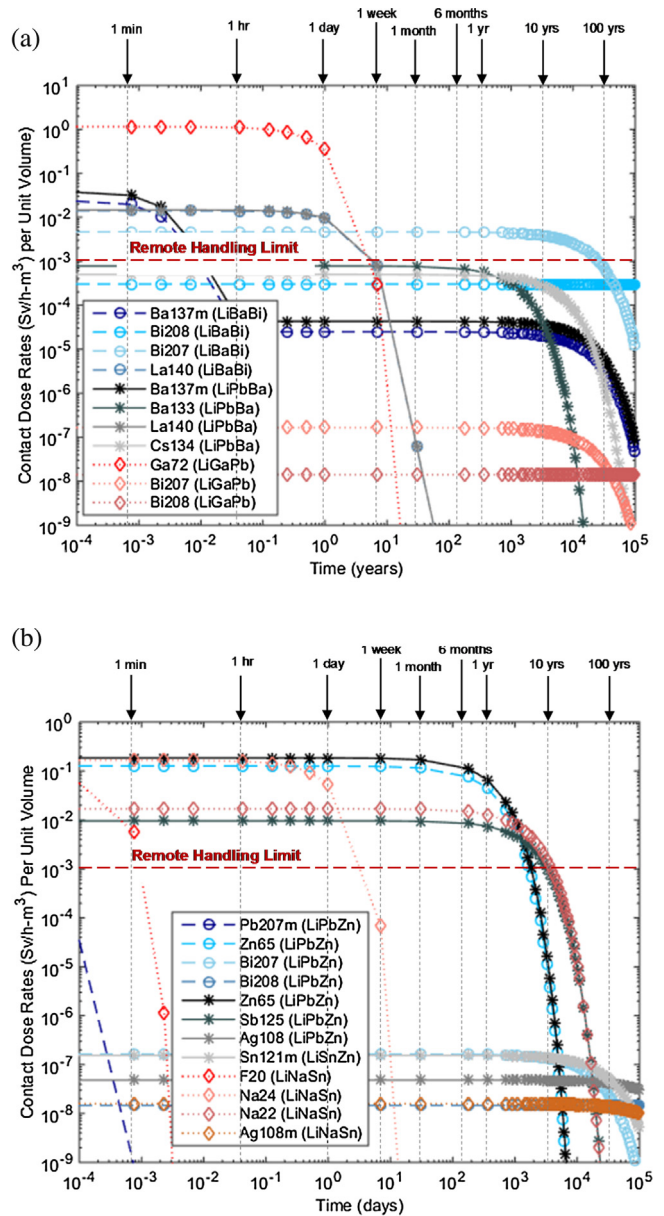 (a)
1 min
1 hr
1 day
1 week
1 month
6 months
1 yr
10 yrs
100 yrs
10^1
10^0
10^-1
10^-2
10^-3
10^-4
10^-5
10^-6
10^-7
10^-8
10^-9
Contact Dose Rates (Sv/h-m³) per Unit Volume
Remote Handling Limit
Ba137m (LiBaBi)
Bi208 (LiBaBi)
Bi207 (LiBaBi)
La140 (LiBaBi)
Ba137m (LiPbBa)
Ba133 (LiPbBa)
La140 (LiPbBa)
Cs134 (LiPbBa)
Ga72 (LiGaPb)
Bi207 (LiGaPb)
Bi208 (LiGaPb)
10^-4 10^-3 10^-2 10^-1 10^0 10^1 10^2 10^3 10^4 10^5
Time (years)
(b)
1 min
1 hr
1 day
1 week
1 month
6 months
1 yr
10 yrs
100 yrs
10^0
10^-1
10^-2
10^-3
10^-4
10^-5
10^-6
10^-7
10^-8
10^-9
Contact Dose Rates (Sv/h-m³) Per Unit Volume
Remote Handling Limit
Pb207m (LiPbZn)
Zn65 (LiPbZn)
Bi207 (LiPbZn)
Bi208 (LiPbZn)
Zn65 (LiPbZn)
Sb125 (LiPbZn)
Ag108 (LiPbZn)
Sn121m (LiSnZn)
F20 (LiNaSn)
Na24 (LiNaSn)
Na22 (LiNaSn)
Ag108m (LiNaSn)
10^-4 10^-3 10^-2 10^-1 10^0 10^1 10^2 10^3 10^4 10^5
Time (days)